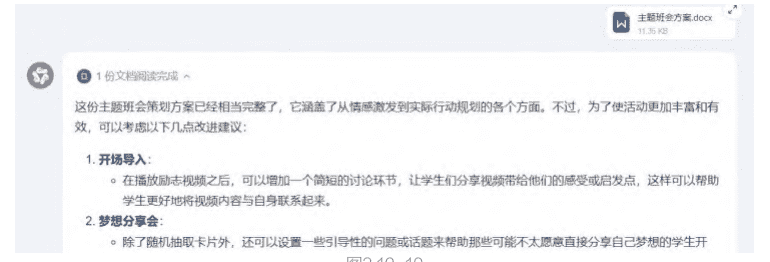 主题班会方案.docx
11.35 KB
1 份文档阅读完成
这份主题班会策划方案已经相当完整了，它涵盖了从情感激发到实际行动规划的各个方面。不过，为了使活动更加丰富和有
效，可以考虑以下几点改进建议：
1. 开场导入：
◦ 在播放励志视频之后，可以增加一个简短的讨论环节，让学生们分享视频带给他们的感受或启发点，这样可以帮助
学生更好地将视频内容与自身联系起来。
2. 梦想分享会：
◦ 除了随机抽取卡片外，还可以设置一些引导性的问题或话题来帮助那些可能不太愿意直接分享自己梦想的学生开